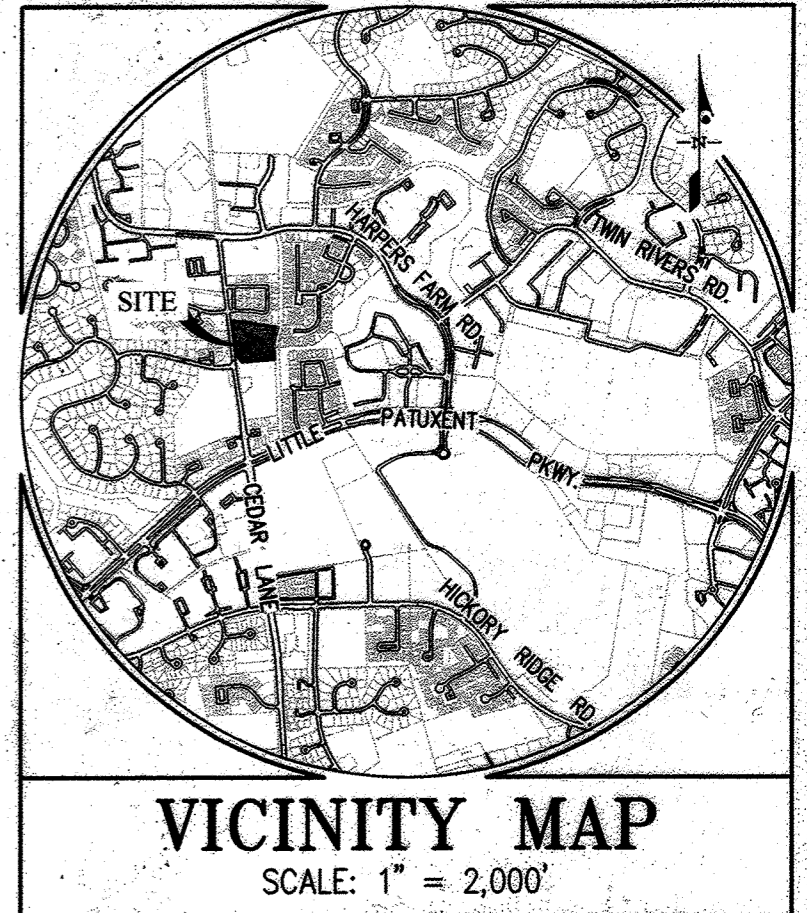 -N-
HARPERS FARM RD.
TWIN RIVERS RD.
SITE
LITTLE PATUXENT PKWY.
CEDAR LANE
HICKORY RIDGE RD.
VICINITY MAP
SCALE: 1" = 2,000'